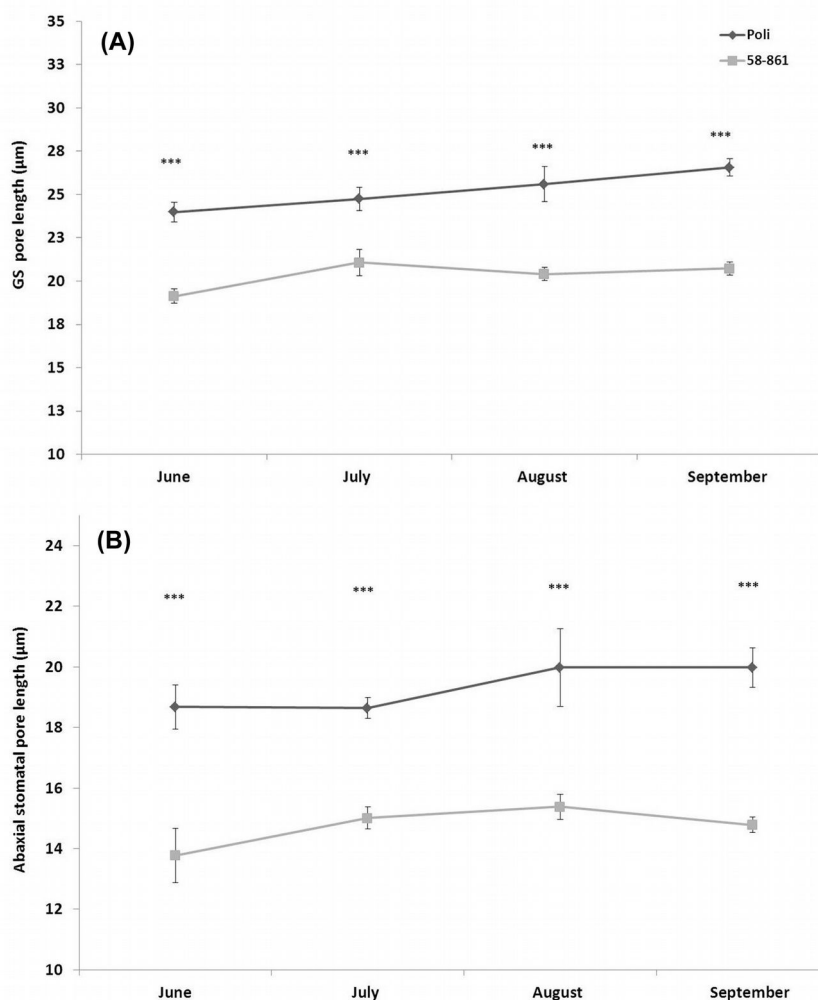 (A)
Poli
58-861
GS pore length (µm)
35
33
30
28
25
23
20
18
15
13
10
***
***
***
***
June
July
August
September
(B)
Abaxial stomatal pore length (µm)
24
22
20
18
16
14
12
10
***
***
***
***
June
July
August
September